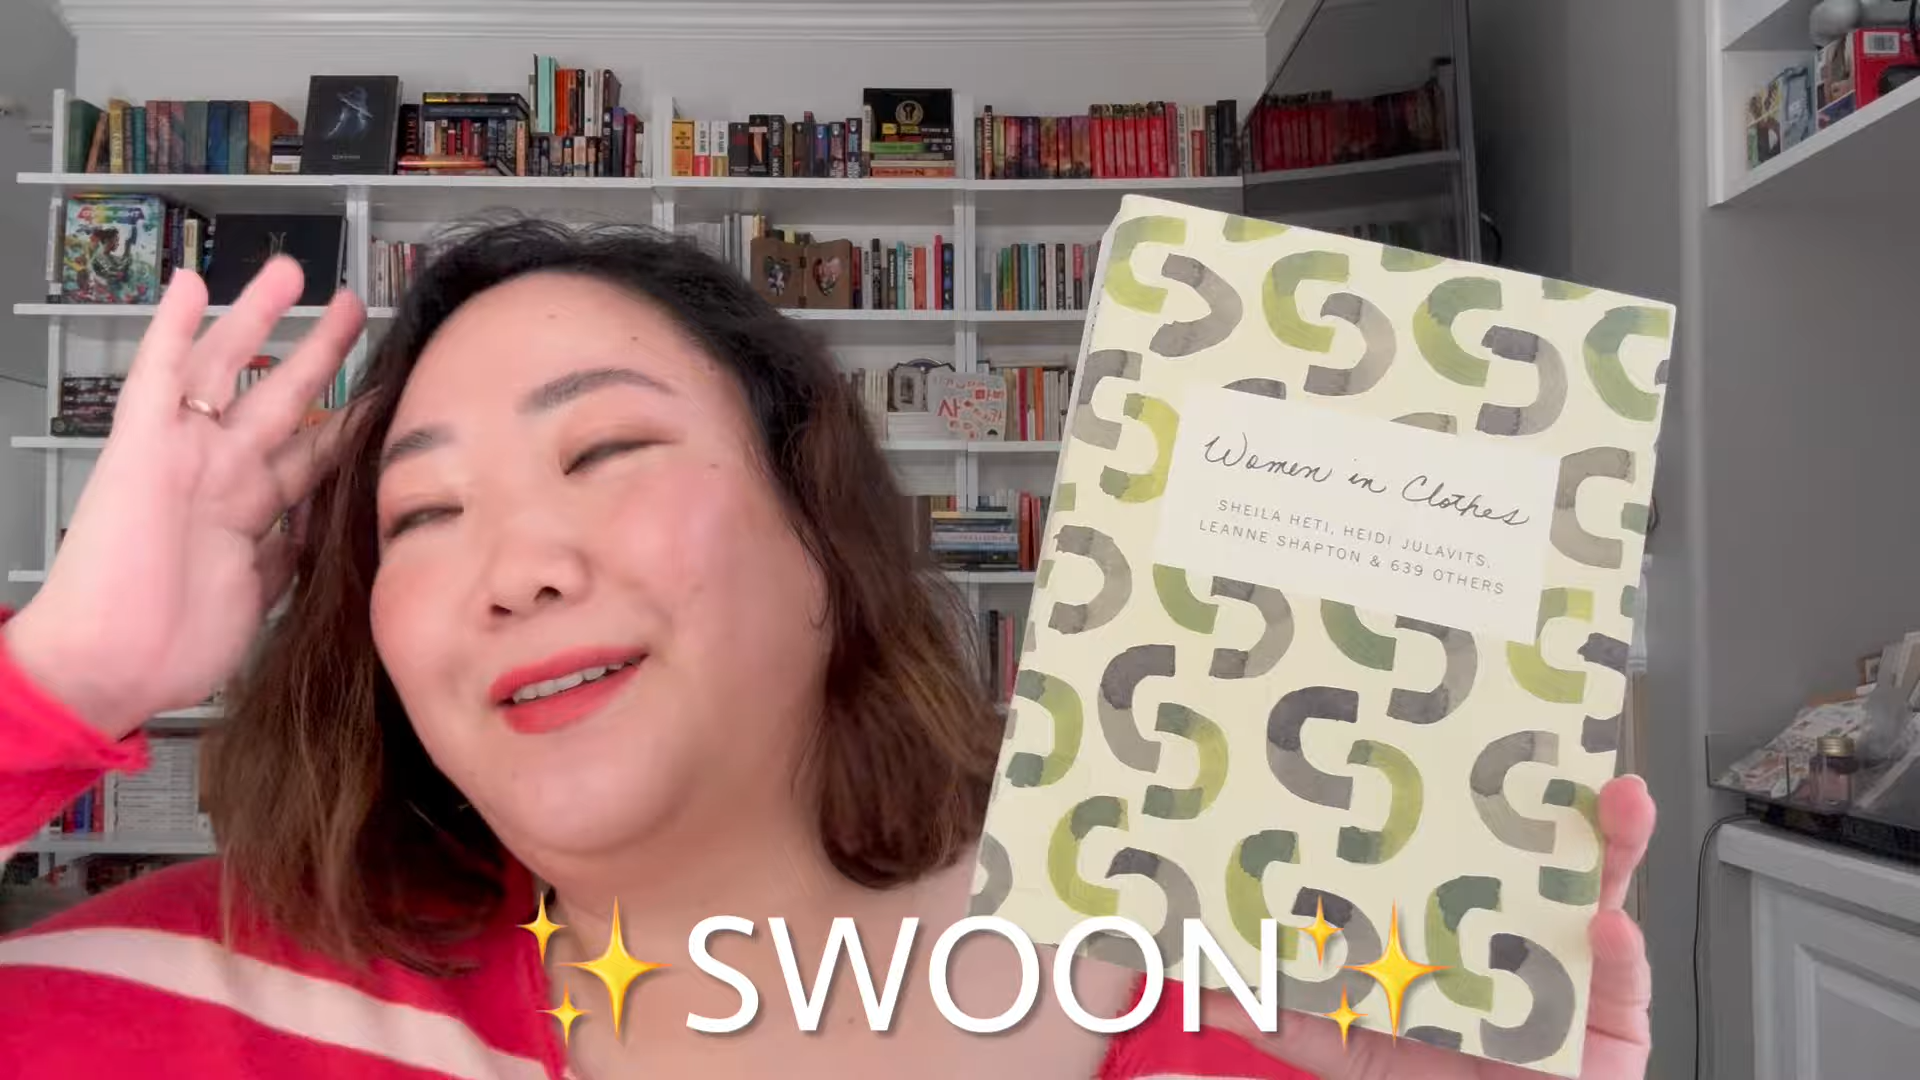 Women in Clothes
SHEILA HETI, HEIDI JULAVITS,
LEANNE SHAPTON & 639 OTHERS
✨SWOON✨